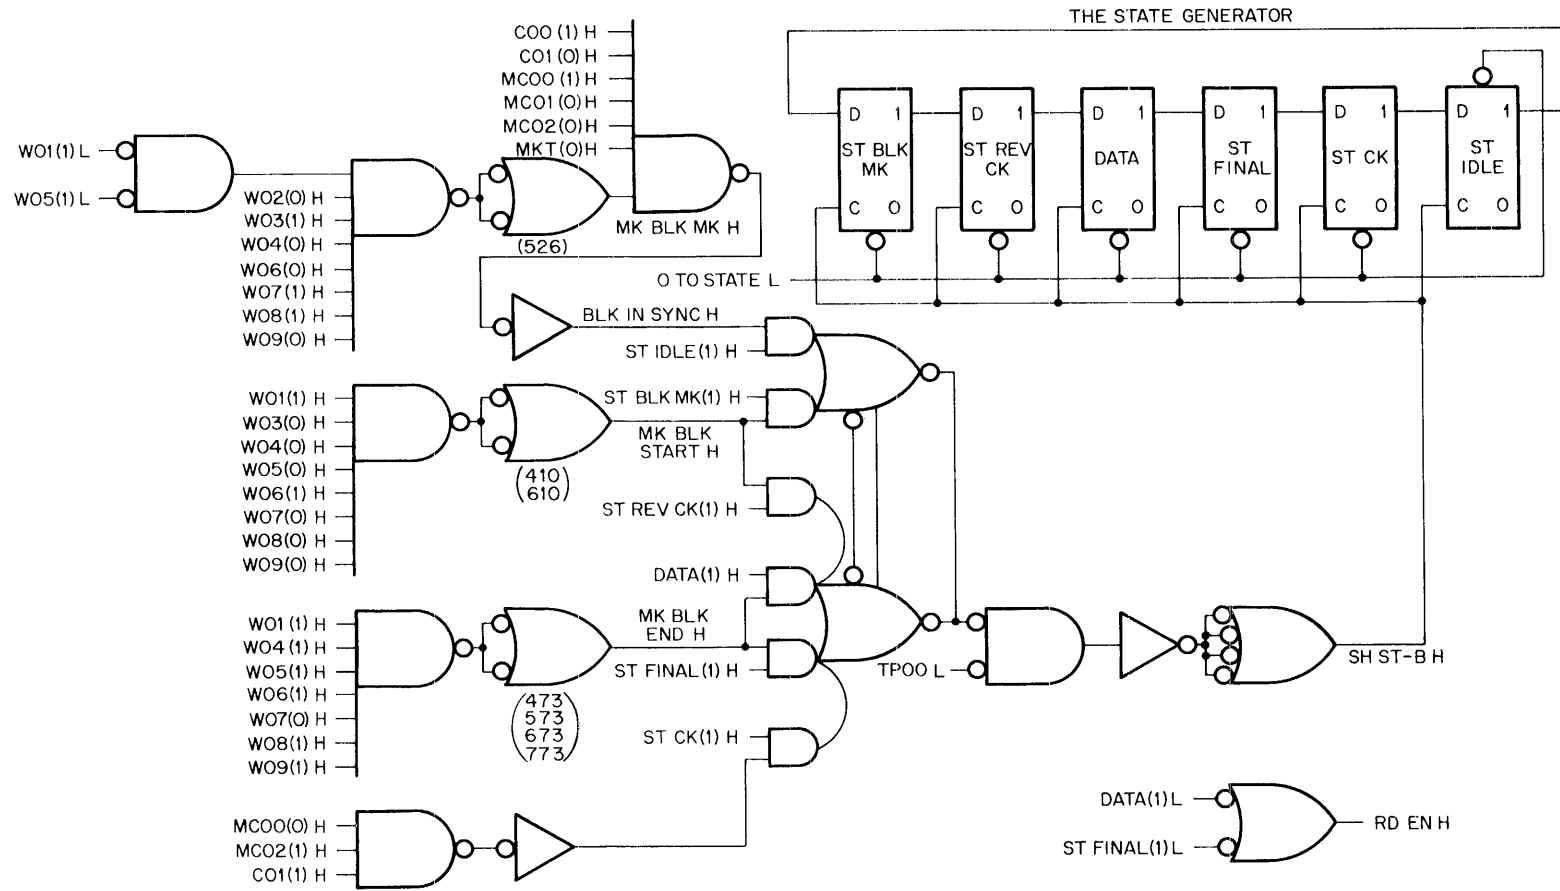 THE STATE GENERATOR
C00 (1) H
C01 (0) H
MC00 (1) H
MC01 (0) H
MC02 (0) H
MKT (0) H
W01 (1) L
W05 (1) L
W02 (0) H
W03 (1) H
W04 (0) H
W06 (0) H
W07 (1) H
W08 (1) H
W09 (0) H
(526)
MK BLK MK H
D 1
ST BLK
MK
C 0
D 1
ST REV
CK
C 0
D 1
DATA
C 0
D 1
ST
FINAL
C 0
D 1
ST CK
C 0
D 1
ST
IDLE
C 0
0 TO STATE L
BLK IN SYNC H
ST IDLE (1) H
W01 (1) H
W03 (0) H
W04 (0) H
W05 (0) H
W06 (1) H
W07 (0) H
W08 (0) H
W09 (0) H
(410
610)
ST BLK MK (1) H
MK BLK
START H
ST REV CK (1) H
DATA (1) H
W01 (1) H
W04 (1) H
W05 (1) H
W06 (1) H
W07 (0) H
W08 (1) H
W09 (1) H
(473
573
673
773)
MK BLK
END H
ST FINAL (1) H
TP00 L
SH ST-B H
ST CK (1) H
MC00 (0) H
MC02 (1) H
C01 (1) H
DATA (1) L
ST FINAL (1) L
RD EN H